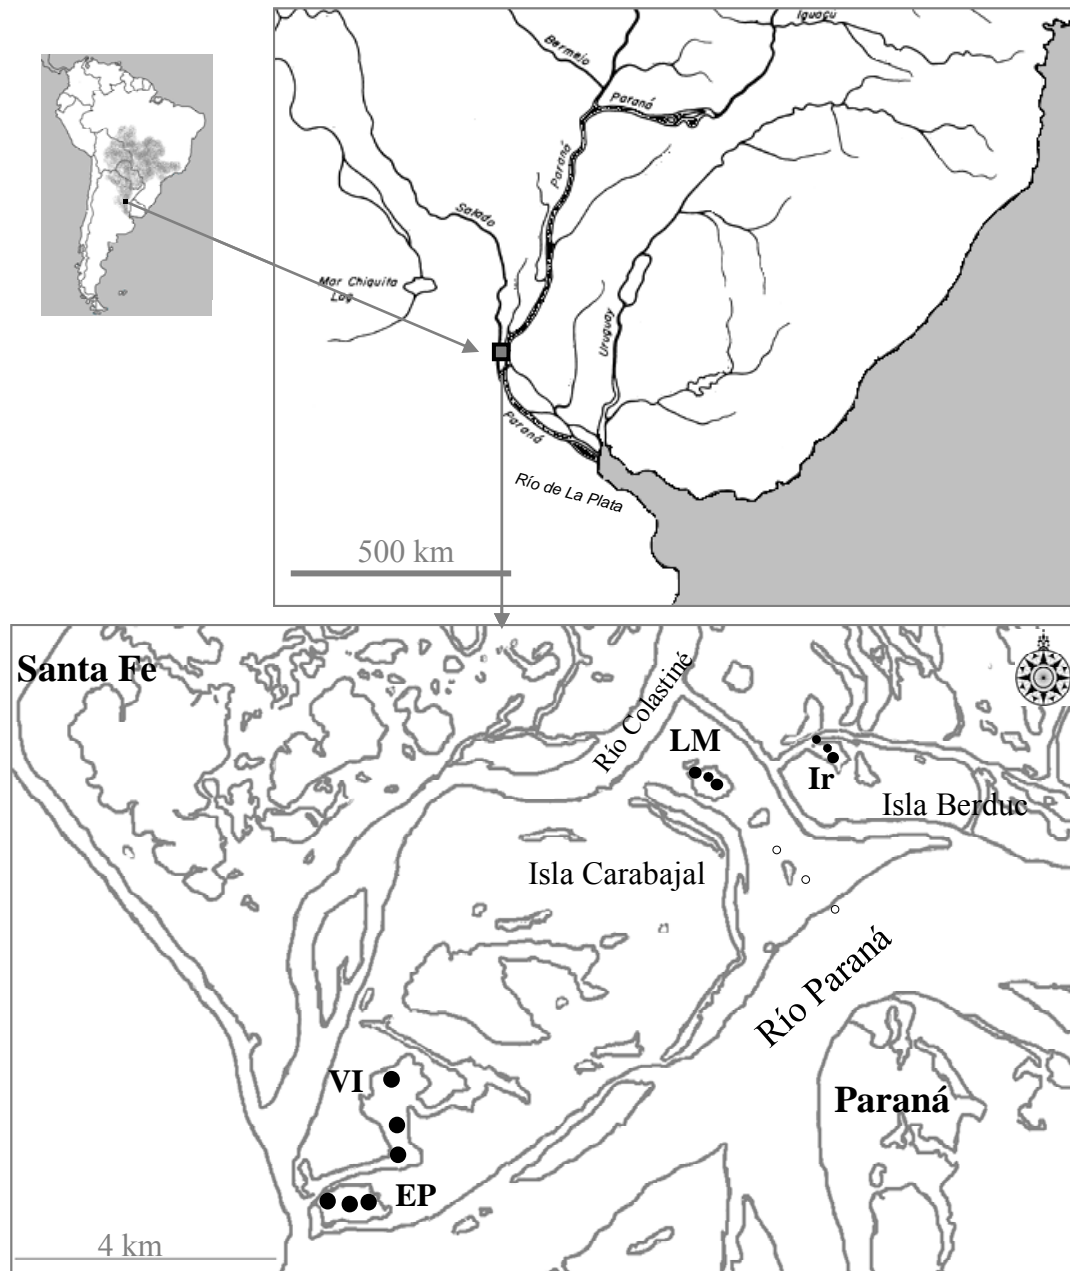 Iguaçu
Bermejo
Paraná
Paraná
Salado
Mar Chiquita
Lag
Uruguay
Paraná
Río de La Plata
500 km
Santa Fe
Río Colastiné
LM
Ir
Isla Berduc
Isla Carabajal
Río Paraná
VI
Paraná
EP
4 km